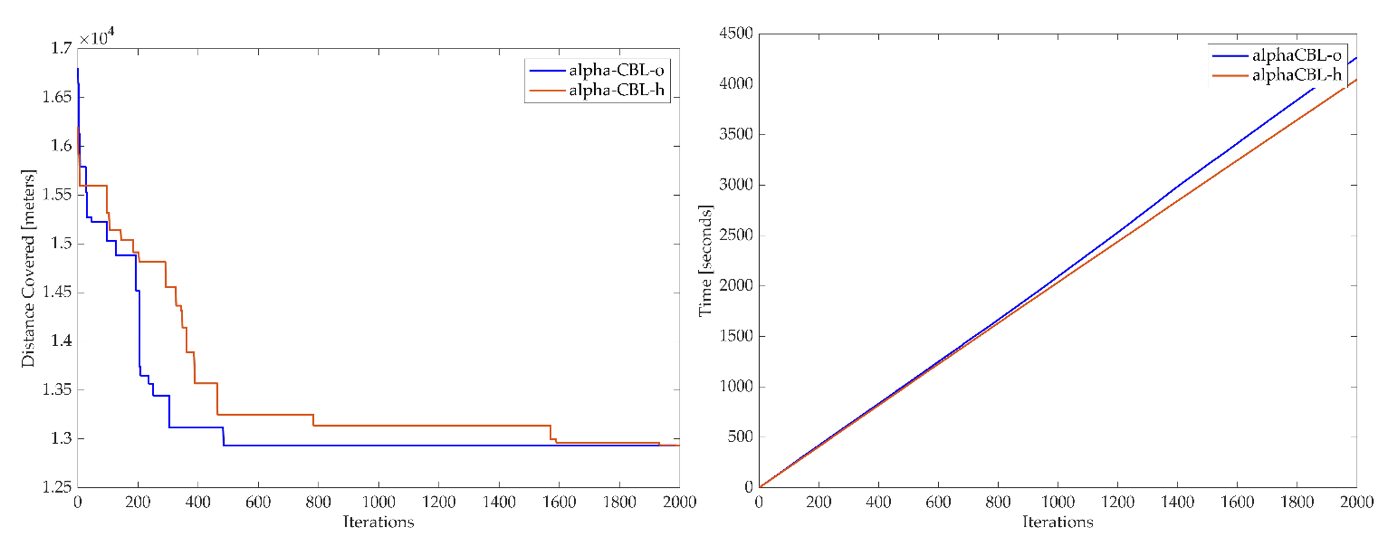 ×10⁴
1.7
1.65
1.6
1.55
1.5
1.45
1.4
1.35
1.3
1.25
0 200 400 600 800 1000 1200 1400 1600 1800 2000
Iterations
Distance Covered [meters]
alpha-CBL-o
alpha-CBL-h
4500
4000
3500
3000
2500
2000
1500
1000
500
0
0 200 400 600 800 1000 1200 1400 1600 1800 2000
Iterations
Time [seconds]
alphaCBL-o
alphaCBL-h